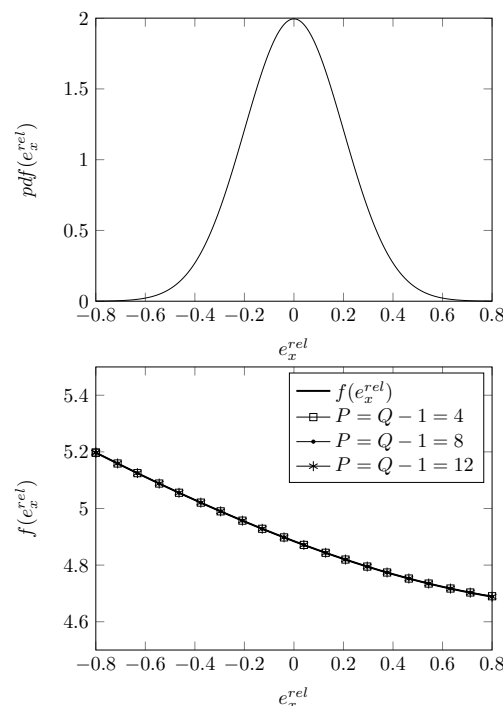 2
1.5
1
0.5
0
pdf(e_x^{rel})
−0.8 −0.6 −0.4 −0.2 0 0.2 0.4 0.6 0.8
e_x^{rel}
5.4
5.2
5
4.8
4.6
f(e_x^{rel})
f(e_x^{rel})
P = Q − 1 = 4
P = Q − 1 = 8
P = Q − 1 = 12
−0.8 −0.6 −0.4 −0.2 0 0.2 0.4 0.6 0.8
e_x^{rel}